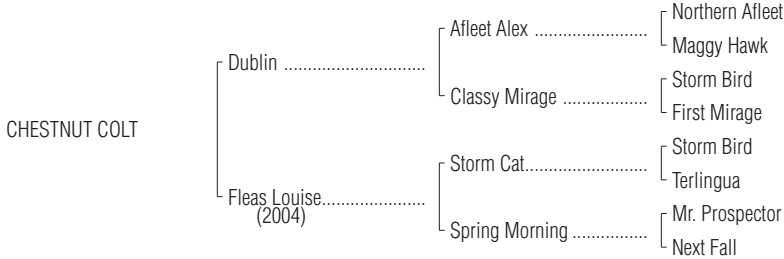 Northern Afleet
Afleet Alex ........................
Maggy Hawk
Dublin ..............................
Storm Bird
Classy Mirage ..................
First Mirage
CHESTNUT COLT
Storm Bird
Storm Cat..........................
Terlingua
Fleas Louise......................
(2004)
Mr. Prospector
Spring Morning ................
Next Fall